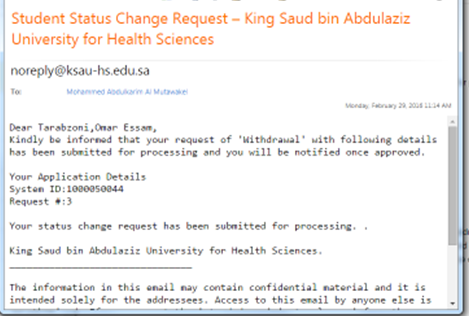 Student Status Change Request – King Saud bin Abdulaziz
University for Health Sciences
noreply@ksau-hs.edu.sa
To: Mohammed Abdulkarim Al Mutawakel
Monday, February 29, 2016 11:14 AM
Dear Tarabzoni,Omar Essam,
Kindly be informed that your request of 'Withdrawal' with following details
has been submitted for processing and you will be notified once approved.
Your Application Details
System ID:1000050044
Request #:3
Your status change request has been submitted for processing. .
King Saud bin Abdulaziz University for Health Sciences.
The information in this email may contain confidential material and it is
intended solely for the addressees. Access to this email by anyone else is